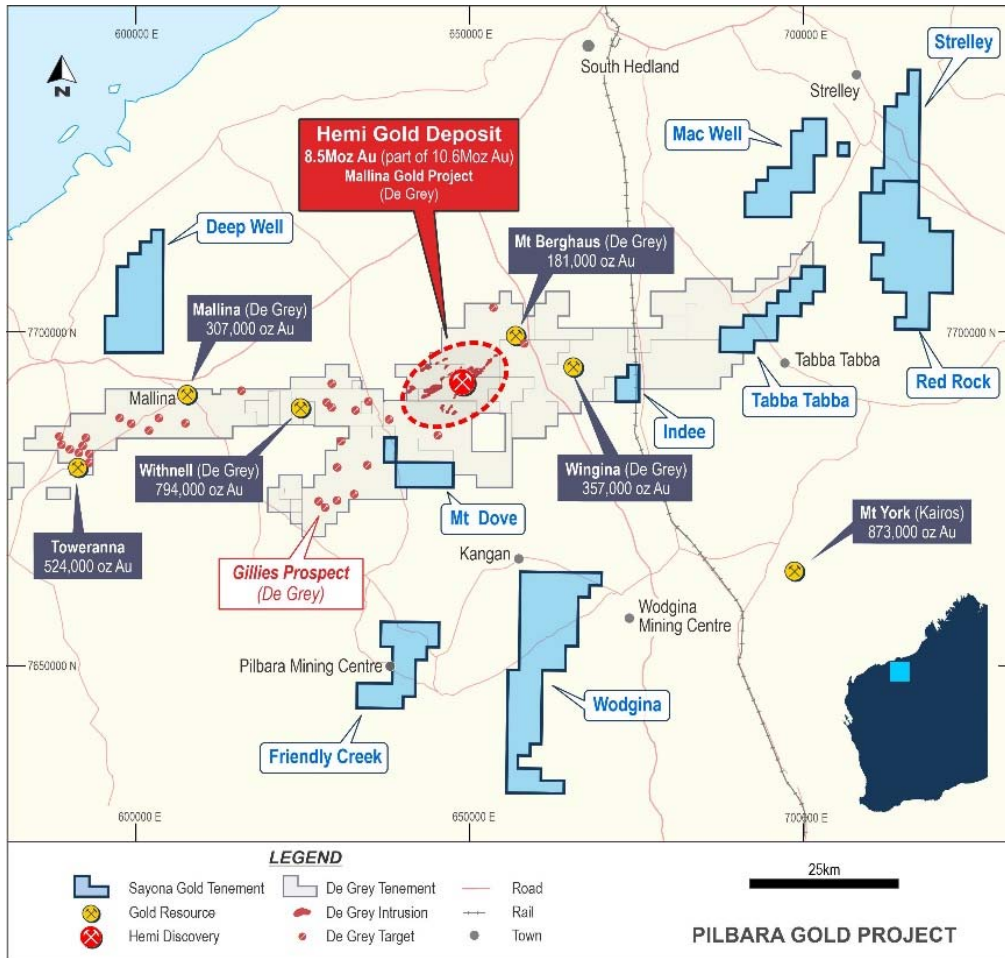 600000 E
650000 E
700000 E
N
South Hedland
Strelley
Strelley
Mac Well
Hemi Gold Deposit
8.5Moz Au (part of 10.6Moz Au)
Mallina Gold Project
(De Grey)
Deep Well
Mt Berghaus (De Grey)
181,000 oz Au
Mallina (De Grey)
307,000 oz Au
7700000 N
7700000 N
Tabba Tabba
Red Rock
Mallina
Tabba Tabba
Indee
Withnell (De Grey)
794,000 oz Au
Wingina (De Grey)
357,000 oz Au
Mt Dove
Mt York (Kairos)
873,000 oz Au
Toweranna
524,000 oz Au
Kangan
Gillies Prospect
(De Grey)
Wodgina
Mining Centre
Pilbara Mining Centre
7650000 N
7650000 N
Wodgina
Friendly Creek
600000 E
650000 E
700000 E
LEGEND
Sayona Gold Tenement
De Grey Tenement
Road
25km
Gold Resource
De Grey Intrusion
Rail
Hemi Discovery
De Grey Target
Town
PILBARA GOLD PROJECT